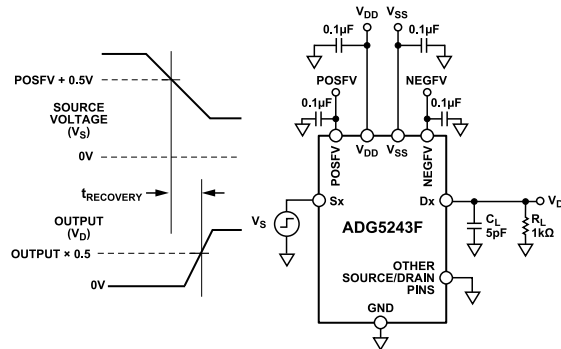 POSFV + 0.5V
SOURCE
VOLTAGE
(VS)
0V
tRECOVERY
OUTPUT
(VD)
OUTPUT × 0.5
0V
VDD
VSS
0.1µF
0.1µF
POSFV
NEGFV
0.1µF
0.1µF
POSFV
VDD
VSS
NEGFV
VS
Sx
Dx
VD
ADG5243F
CL
5pF
RL
1kΩ
OTHER
SOURCE/DRAIN
PINS
GND